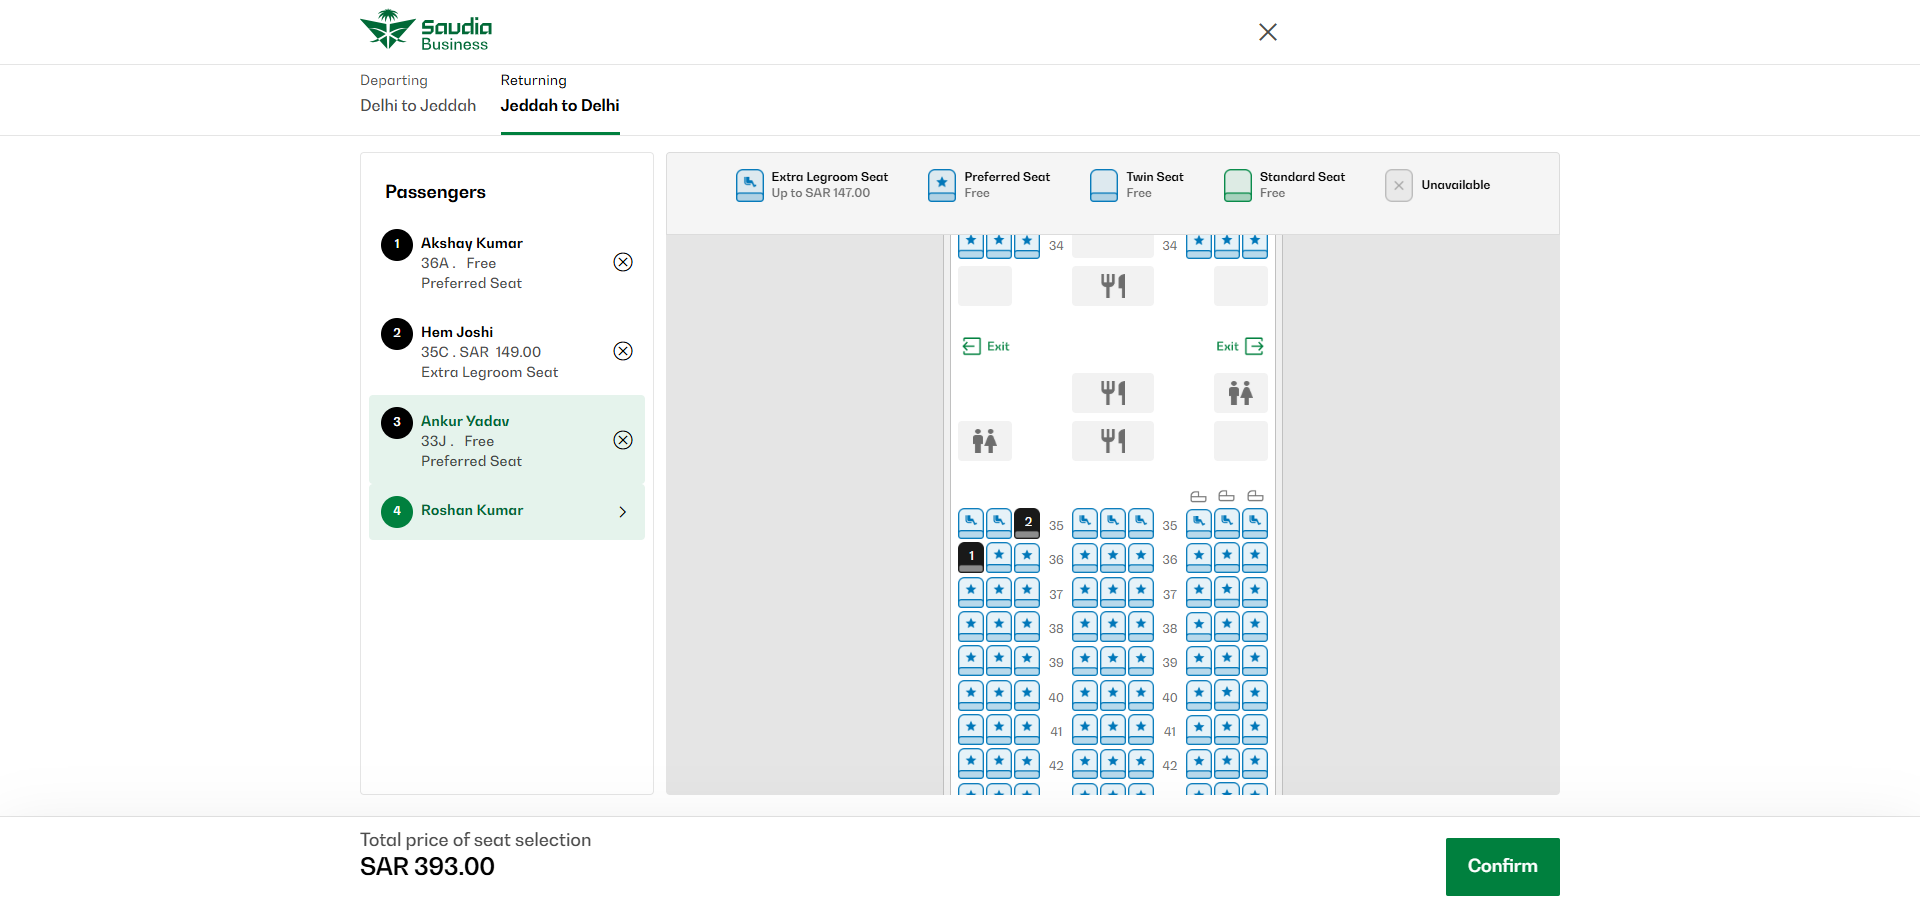 Saudia
Business
Departing
Delhi to Jeddah
Returning
Jeddah to Delhi
Passengers
1
Akshay Kumar
36A . Free
Preferred Seat
2
Hem Joshi
35C . SAR 149.00
Extra Legroom Seat
3
Ankur Yadav
33J . Free
Preferred Seat
4
Roshan Kumar
Extra Legroom Seat
Up to SAR 147.00
Preferred Seat
Free
Twin Seat
Free
Standard Seat
Free
Unavailable
34 34
Exit Exit
2 35 35
1 36 36
37 37
38 38
39 39
40 40
41 41
42 42
Total price of seat selection
SAR 393.00
Confirm